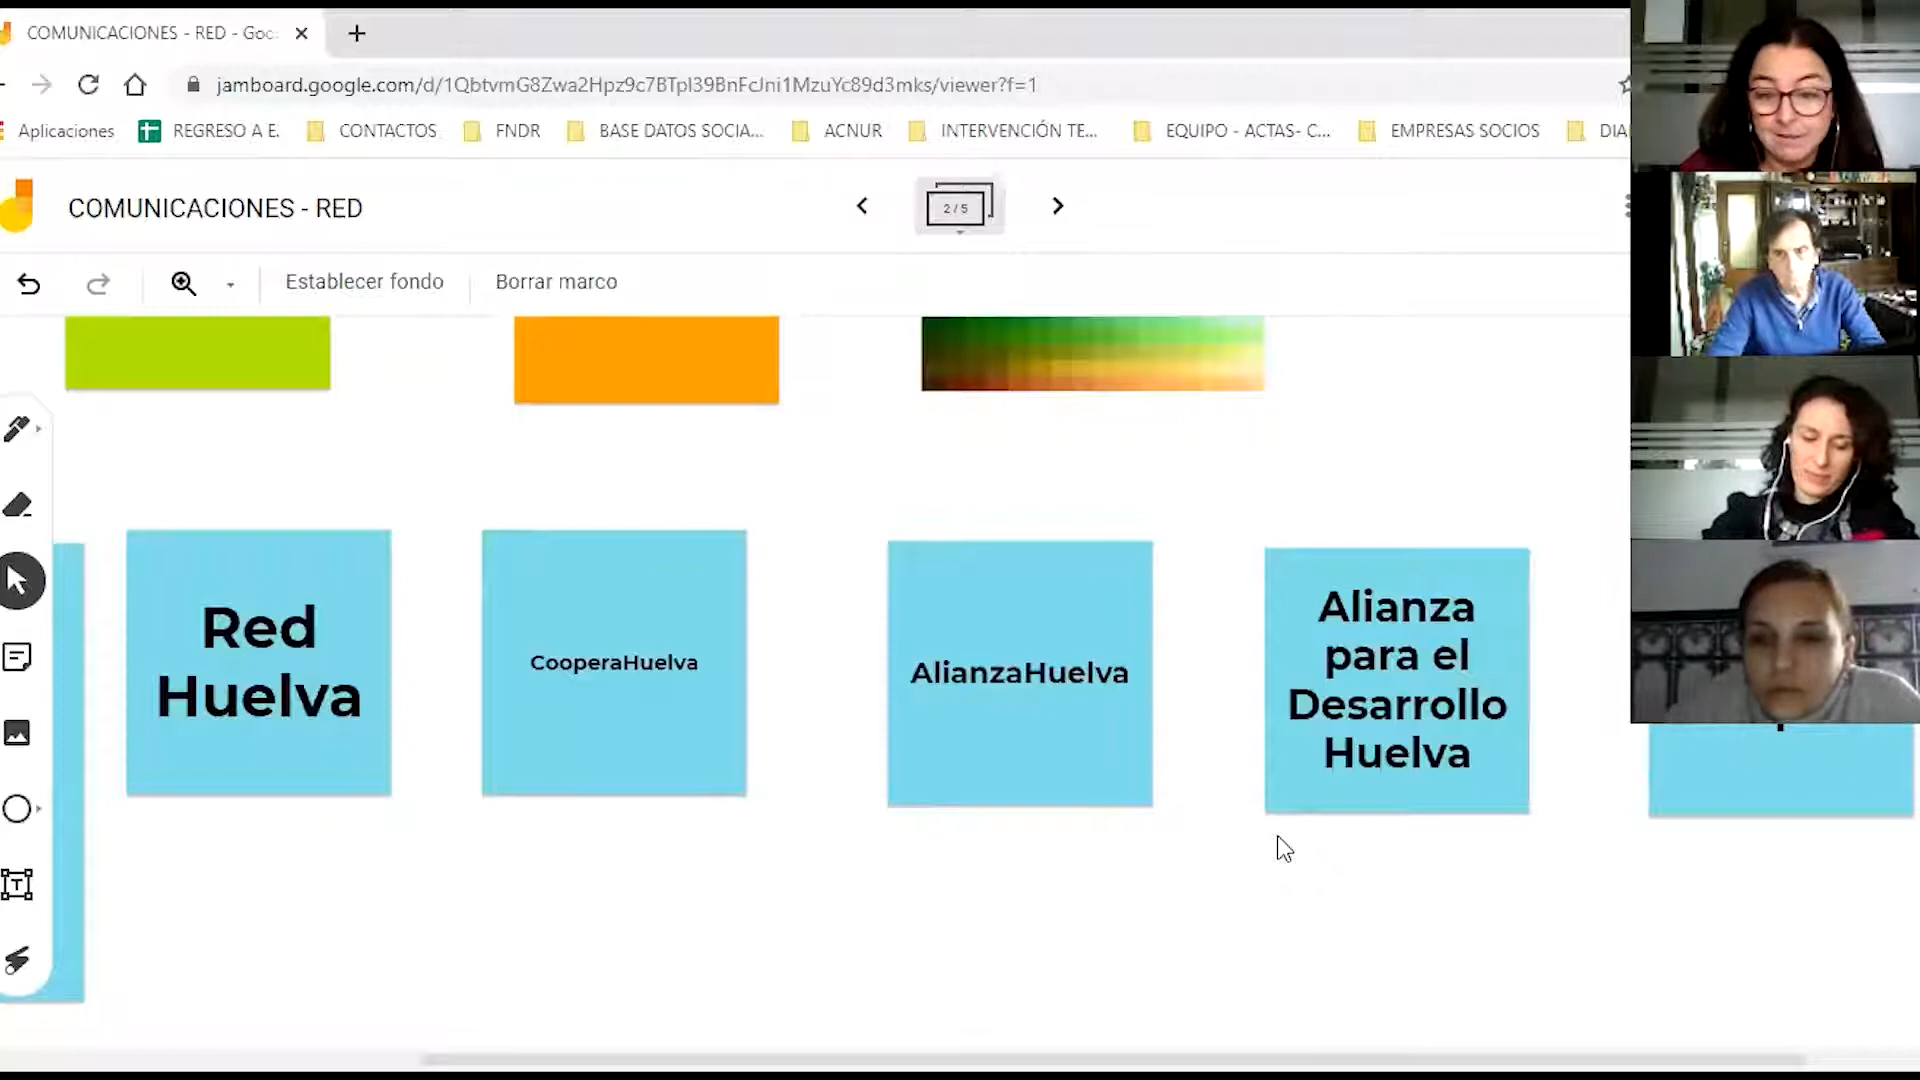 COMUNICACIONES - RED - Goo
jamboard.google.com/d/1QbtvmG8Zwa2Hpz9c7BTpl39BnFcJni1MzuYc89d3mks/viewer?f=1
Aplicaciones REGRESO A E. CONTACTOS FNDR BASE DATOS SOCIA... ACNUR INTERVENCIÓN TE... EQUIPO - ACTAS- C... EMPRESAS SOCIOS DIA
COMUNICACIONES - RED
2 / 5
Establecer fondo Borrar marco
Red
Huelva
CooperaHuelva
AlianzaHuelva
Alianza
para el
Desarrollo
Huelva